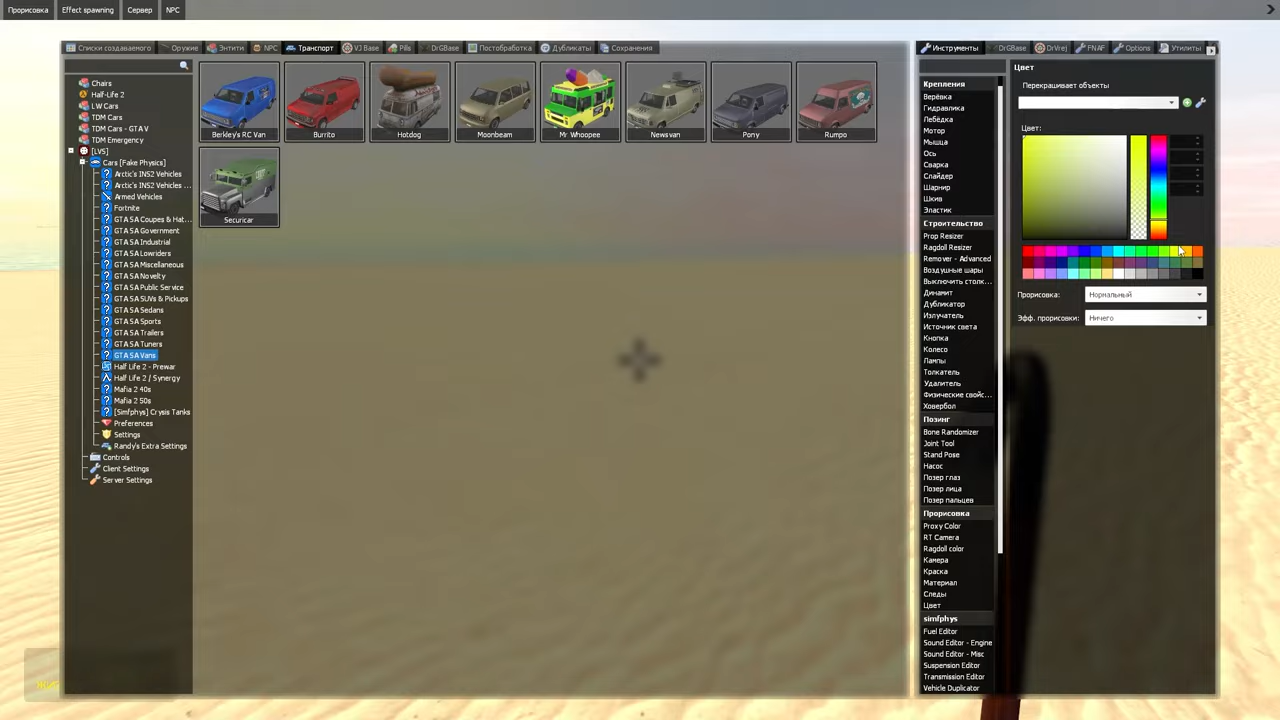 Прорисовка Effect spawning Сервер NPC
Списки создаваемого Оружие Энтити NPC Транспорт VJ Base Pills DrGBase Постобработка Дубликаты Сохранения
Chairs
Half-Life 2
LW Cars
TDM Cars
TDM Cars - GTA V
TDM Emergency
[LVS]
Cars [Fake Physics]
Arctic's INS2 Vehicles
Arctic's INS2 Vehicles ...
Armed Vehicles
Fortnite
GTA SA Coupes & Hat...
GTA SA Government
GTA SA Industrial
GTA SA Lowriders
GTA SA Miscellaneous
GTA SA Novelty
GTA SA Public Service
GTA SA SUVs & Pickups
GTA SA Sedans
GTA SA Sports
GTA SA Trailers
GTA SA Tuners
GTA SA Vans
Half Life 2 - Prewar
Half Life 2 / Synergy
Mafia 2 40s
Mafia 2 50s
[Simfphys] Crysis Tanks
Preferences
Settings
Randy's Extra Settings
Controls
Client Settings
Server Settings
Berkley's RC Van
Burrito
Hotdog
Moonbeam
Mr Whoopee
Newsvan
Pony
Rumpo
Securicar
Инструменты DrGBase DrVrej FNAF Options Утилиты
Крепления
Верёвка
Гидравлика
Лебёдка
Мотор
Мышца
Ось
Сварка
Слайдер
Шарнир
Шкив
Эластик
Строительство
Prop Resizer
Ragdoll Resizer
Remover - Advanced
Воздушные шары
Выключить столк...
Динамит
Дубликатор
Излучатель
Источник света
Кнопка
Колесо
Лампы
Толкатель
Удалитель
Физические свойс...
Ховербол
Позинг
Bone Randomizer
Joint Tool
Stand Pose
Насос
Позер глаз
Позер лица
Позер пальцев
Прорисовка
Proxy Color
RT Camera
Ragdoll color
Камера
Краска
Материал
Следы
Цвет
simfphys
Fuel Editor
Sound Editor - Engine
Sound Editor - Misc
Suspension Editor
Transmission Editor
Vehicle Duplicator
Цвет
Перекрашивает объекты
Цвет:
Прорисовка: Нормальный
Эфф. прорисовки: Ничего